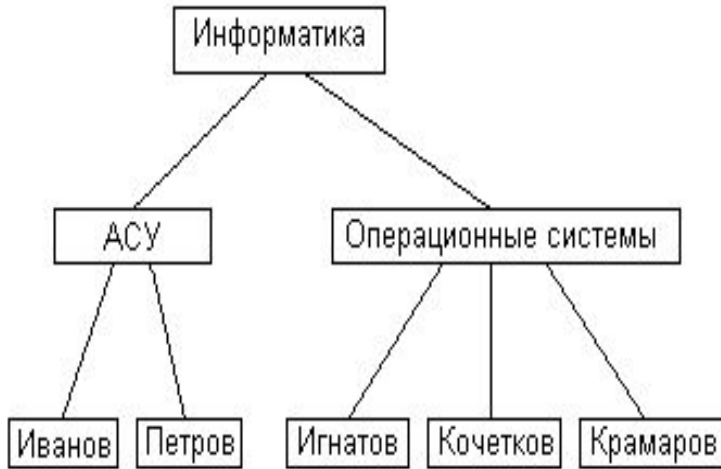 Информатика
АСУ
Операционные системы
Иванов
Петров
Игнатов
Кочетков
Крамаров